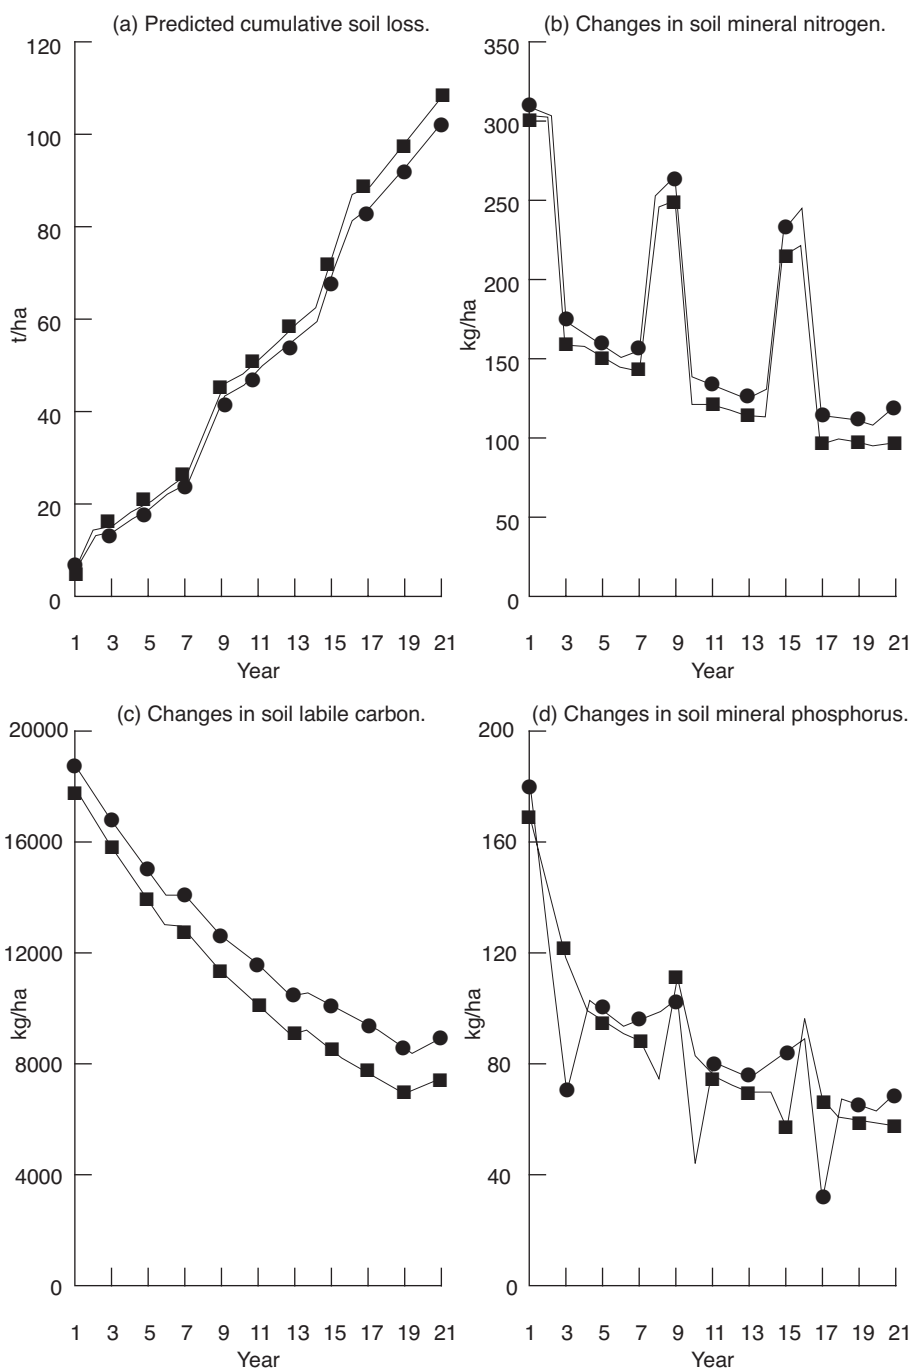 (a) Predicted cumulative soil loss.
120
100
80
60
40
20
0
t/ha
1 3 5 7 9 11 13 15 17 19 21
Year
(b) Changes in soil mineral nitrogen.
350
300
250
200
150
100
50
0
kg/ha
1 3 5 7 9 11 13 15 17 19 21
Year
(c) Changes in soil labile carbon.
20000
16000
12000
8000
4000
0
kg/ha
1 3 5 7 9 11 13 15 17 19 21
Year
(d) Changes in soil mineral phosphorus.
200
160
120
80
40
0
kg/ha
1 3 5 7 9 11 13 15 17 19 21
Year